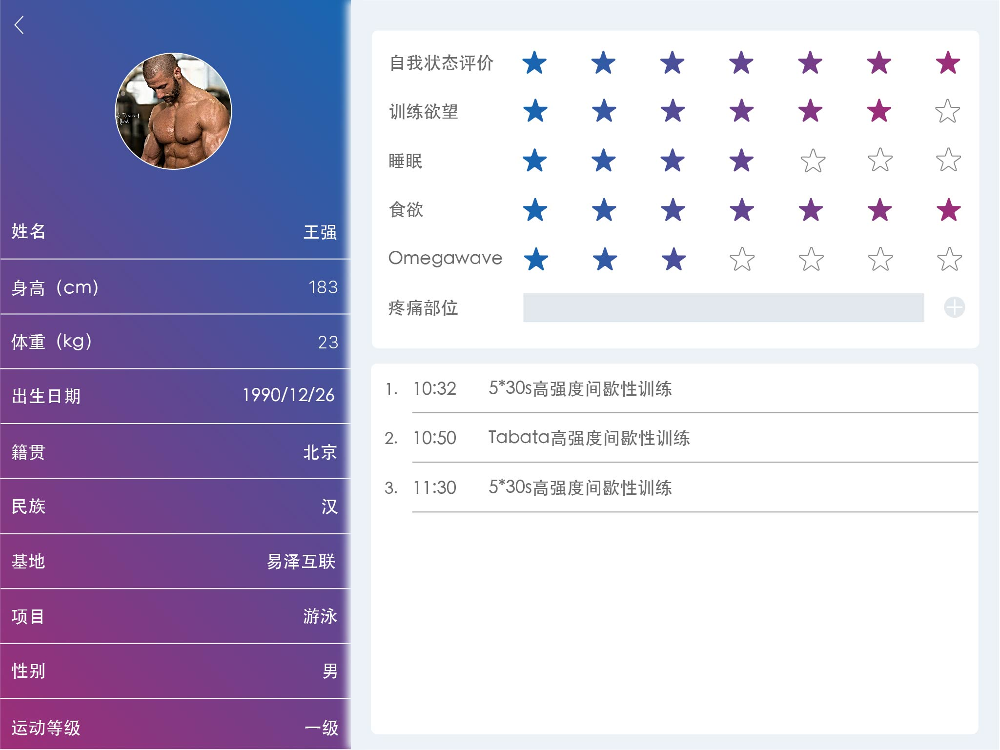 姓名 王强
身高（cm） 183
体重（kg） 23
出生日期 1990/12/26
籍贯 北京
民族 汉
基地 易泽互联
项目 游泳
性别 男
运动等级 一级
自我状态评价
训练欲望
睡眠
食欲
Omegawave
疼痛部位
1. 10:32 5*30s高强度间歇性训练
2. 10:50 Tabata高强度间歇性训练
3. 11:30 5*30s高强度间歇性训练